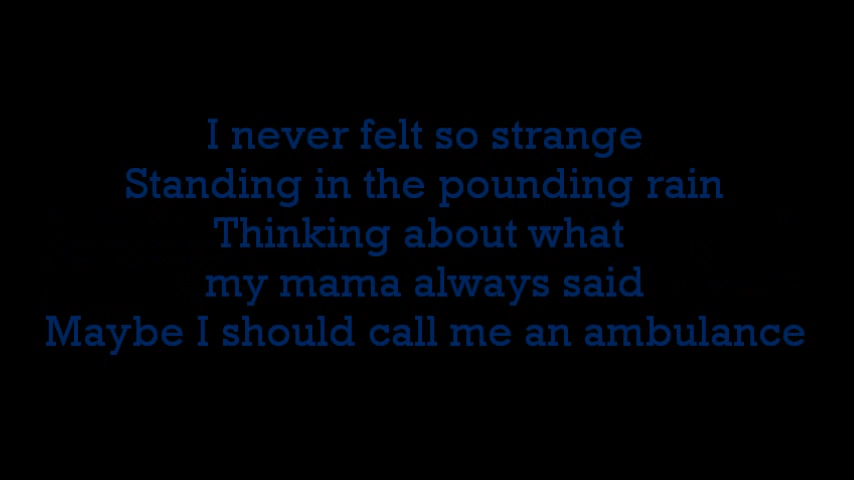 I never felt so strange
Standing in the pounding rain
Thinking about what
my mama always said
Maybe I should call me an ambulance